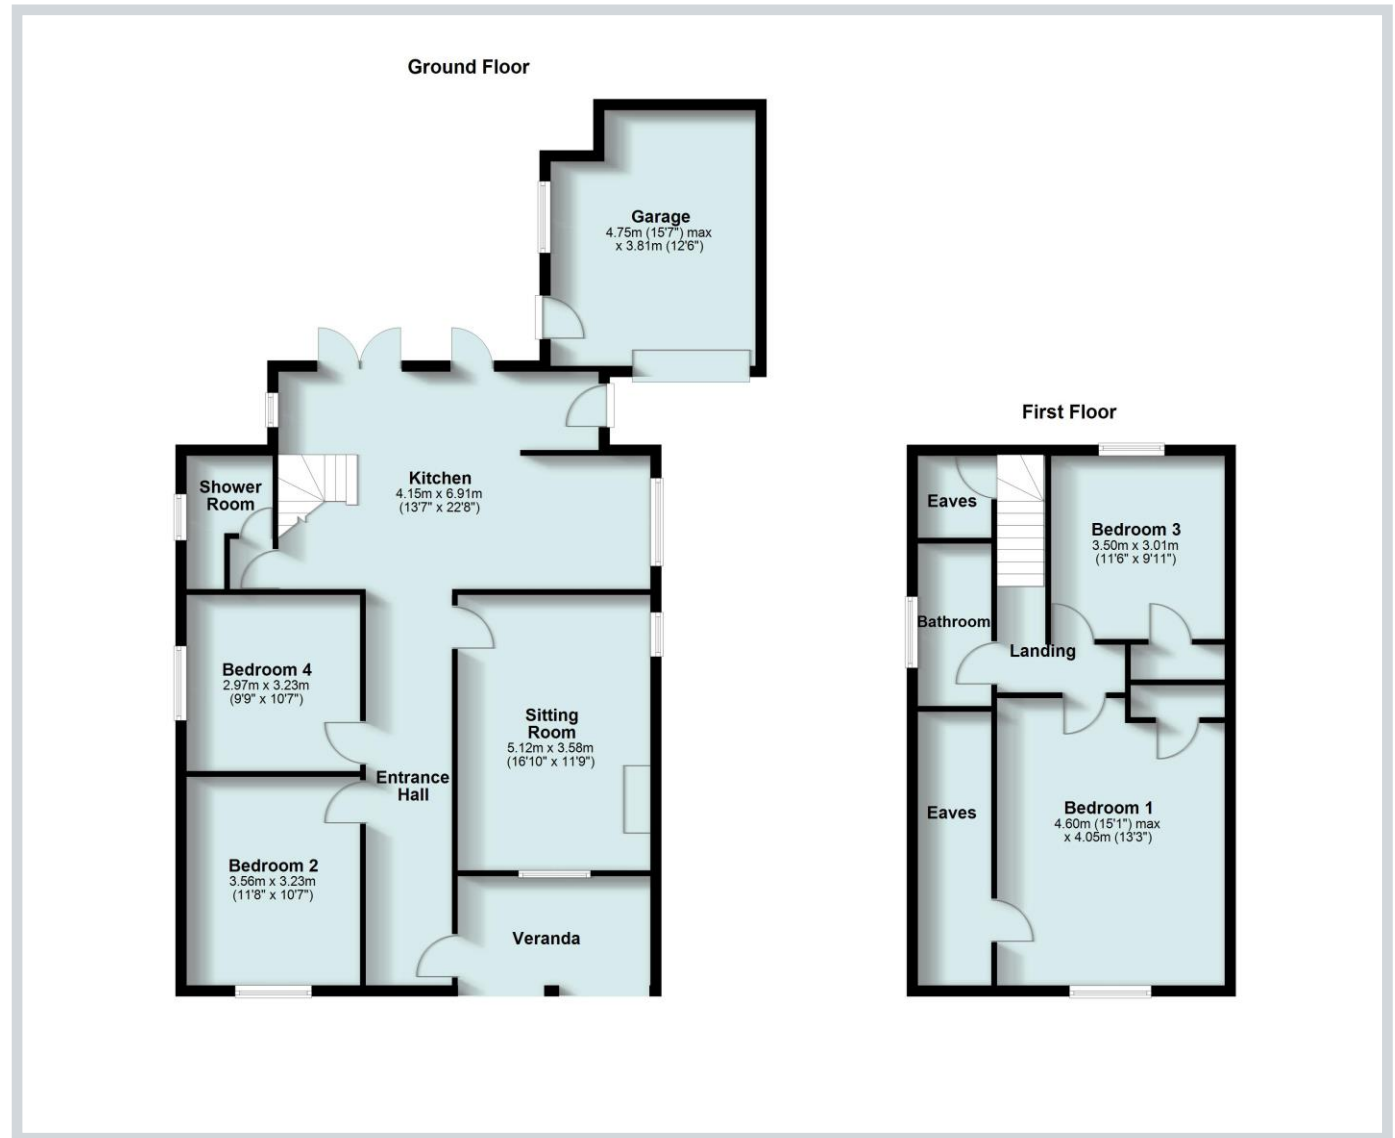 Ground Floor
Garage
4.75m (15'7") max
x 3.81m (12'6")
Kitchen
4.15m x 6.91m
(13'7" x 22'8")
Shower
Room
Bedroom 4
2.97m x 3.23m
(9'9" x 10'7")
Sitting
Room
5.12m x 3.58m
(16'10" x 11'9")
Entrance
Hall
Bedroom 2
3.56m x 3.23m
(11'8" x 10'7")
Veranda
First Floor
Eaves
Bedroom 3
3.50m x 3.01m
(11'6" x 9'11")
Bathroom
Landing
Eaves
Bedroom 1
4.60m (15'1") max
x 4.05m (13'3")